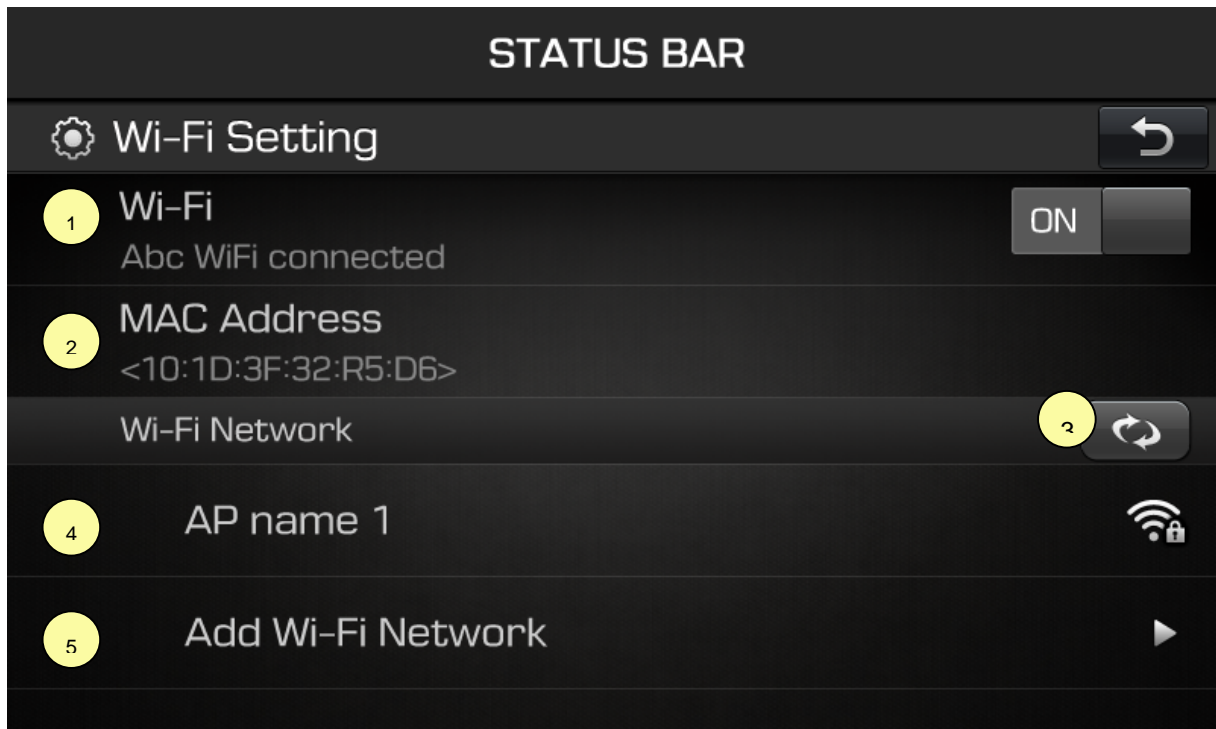 STATUS BAR
Wi-Fi Setting
1
Wi-Fi
ON
Abc WiFi connected
2
MAC Address
<10:1D:3F:32:R5:D6>
Wi-Fi Network
3
4
AP name 1
5
Add Wi-Fi Network